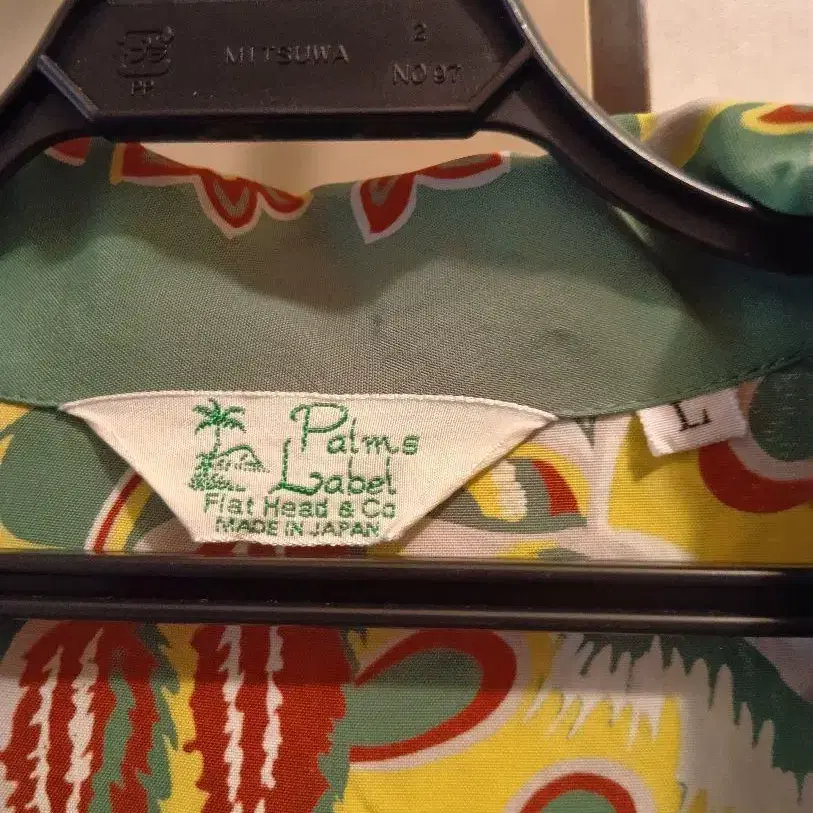 PP
MITSUWA
2
NO 97
Palms
Label
Flat Head & Co
MADE IN JAPAN
L